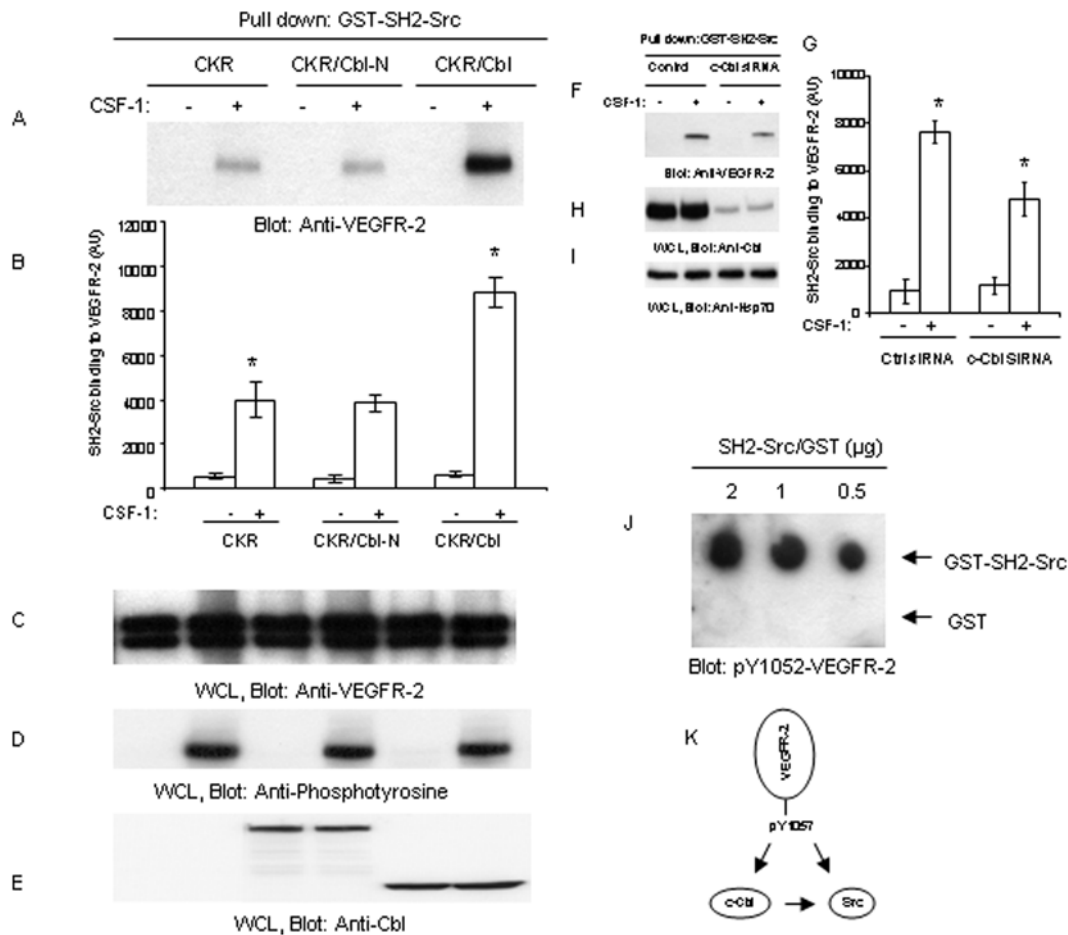 Pull down: GST-SH2-Src
CKR CKR/Cbl-N CKR/Cbl
CSF-1: - + - + - +
A
Blot: Anti-VEGFR-2
B
SH2-Src binding to VEGFR-2 (AU)
12000
10000
8000
6000
4000
2000
0
* *
CSF-1: - + - + - +
CKR CKR/Cbl-N CKR/Cbl
C
WCL, Blot: Anti-VEGFR-2
D
WCL, Blot: Anti-Phosphotyrosine
E
WCL, Blot: Anti-Cbl
Pull down: GST-SH2-Src
Control c-Cbl siRNA
F
CSF-1: - + - +
Blot: Anti-VEGFR-2
H
WCL, Blot: Anti-Cbl
I
WCL, Blot: Anti-Hsp70
G
SH2-Src binding to VEGFR-2 (AU)
10000
8000
6000
4000
2000
0
* *
CSF-1: - + - +
Ctrl siRNA c-Cbl SiRNA
SH2-Src/GST (µg)
2 1 0.5
J
GST-SH2-Src
GST
Blot: pY1052-VEGFR-2
K
VEGFR-2
pY1057
c-Cbl Src